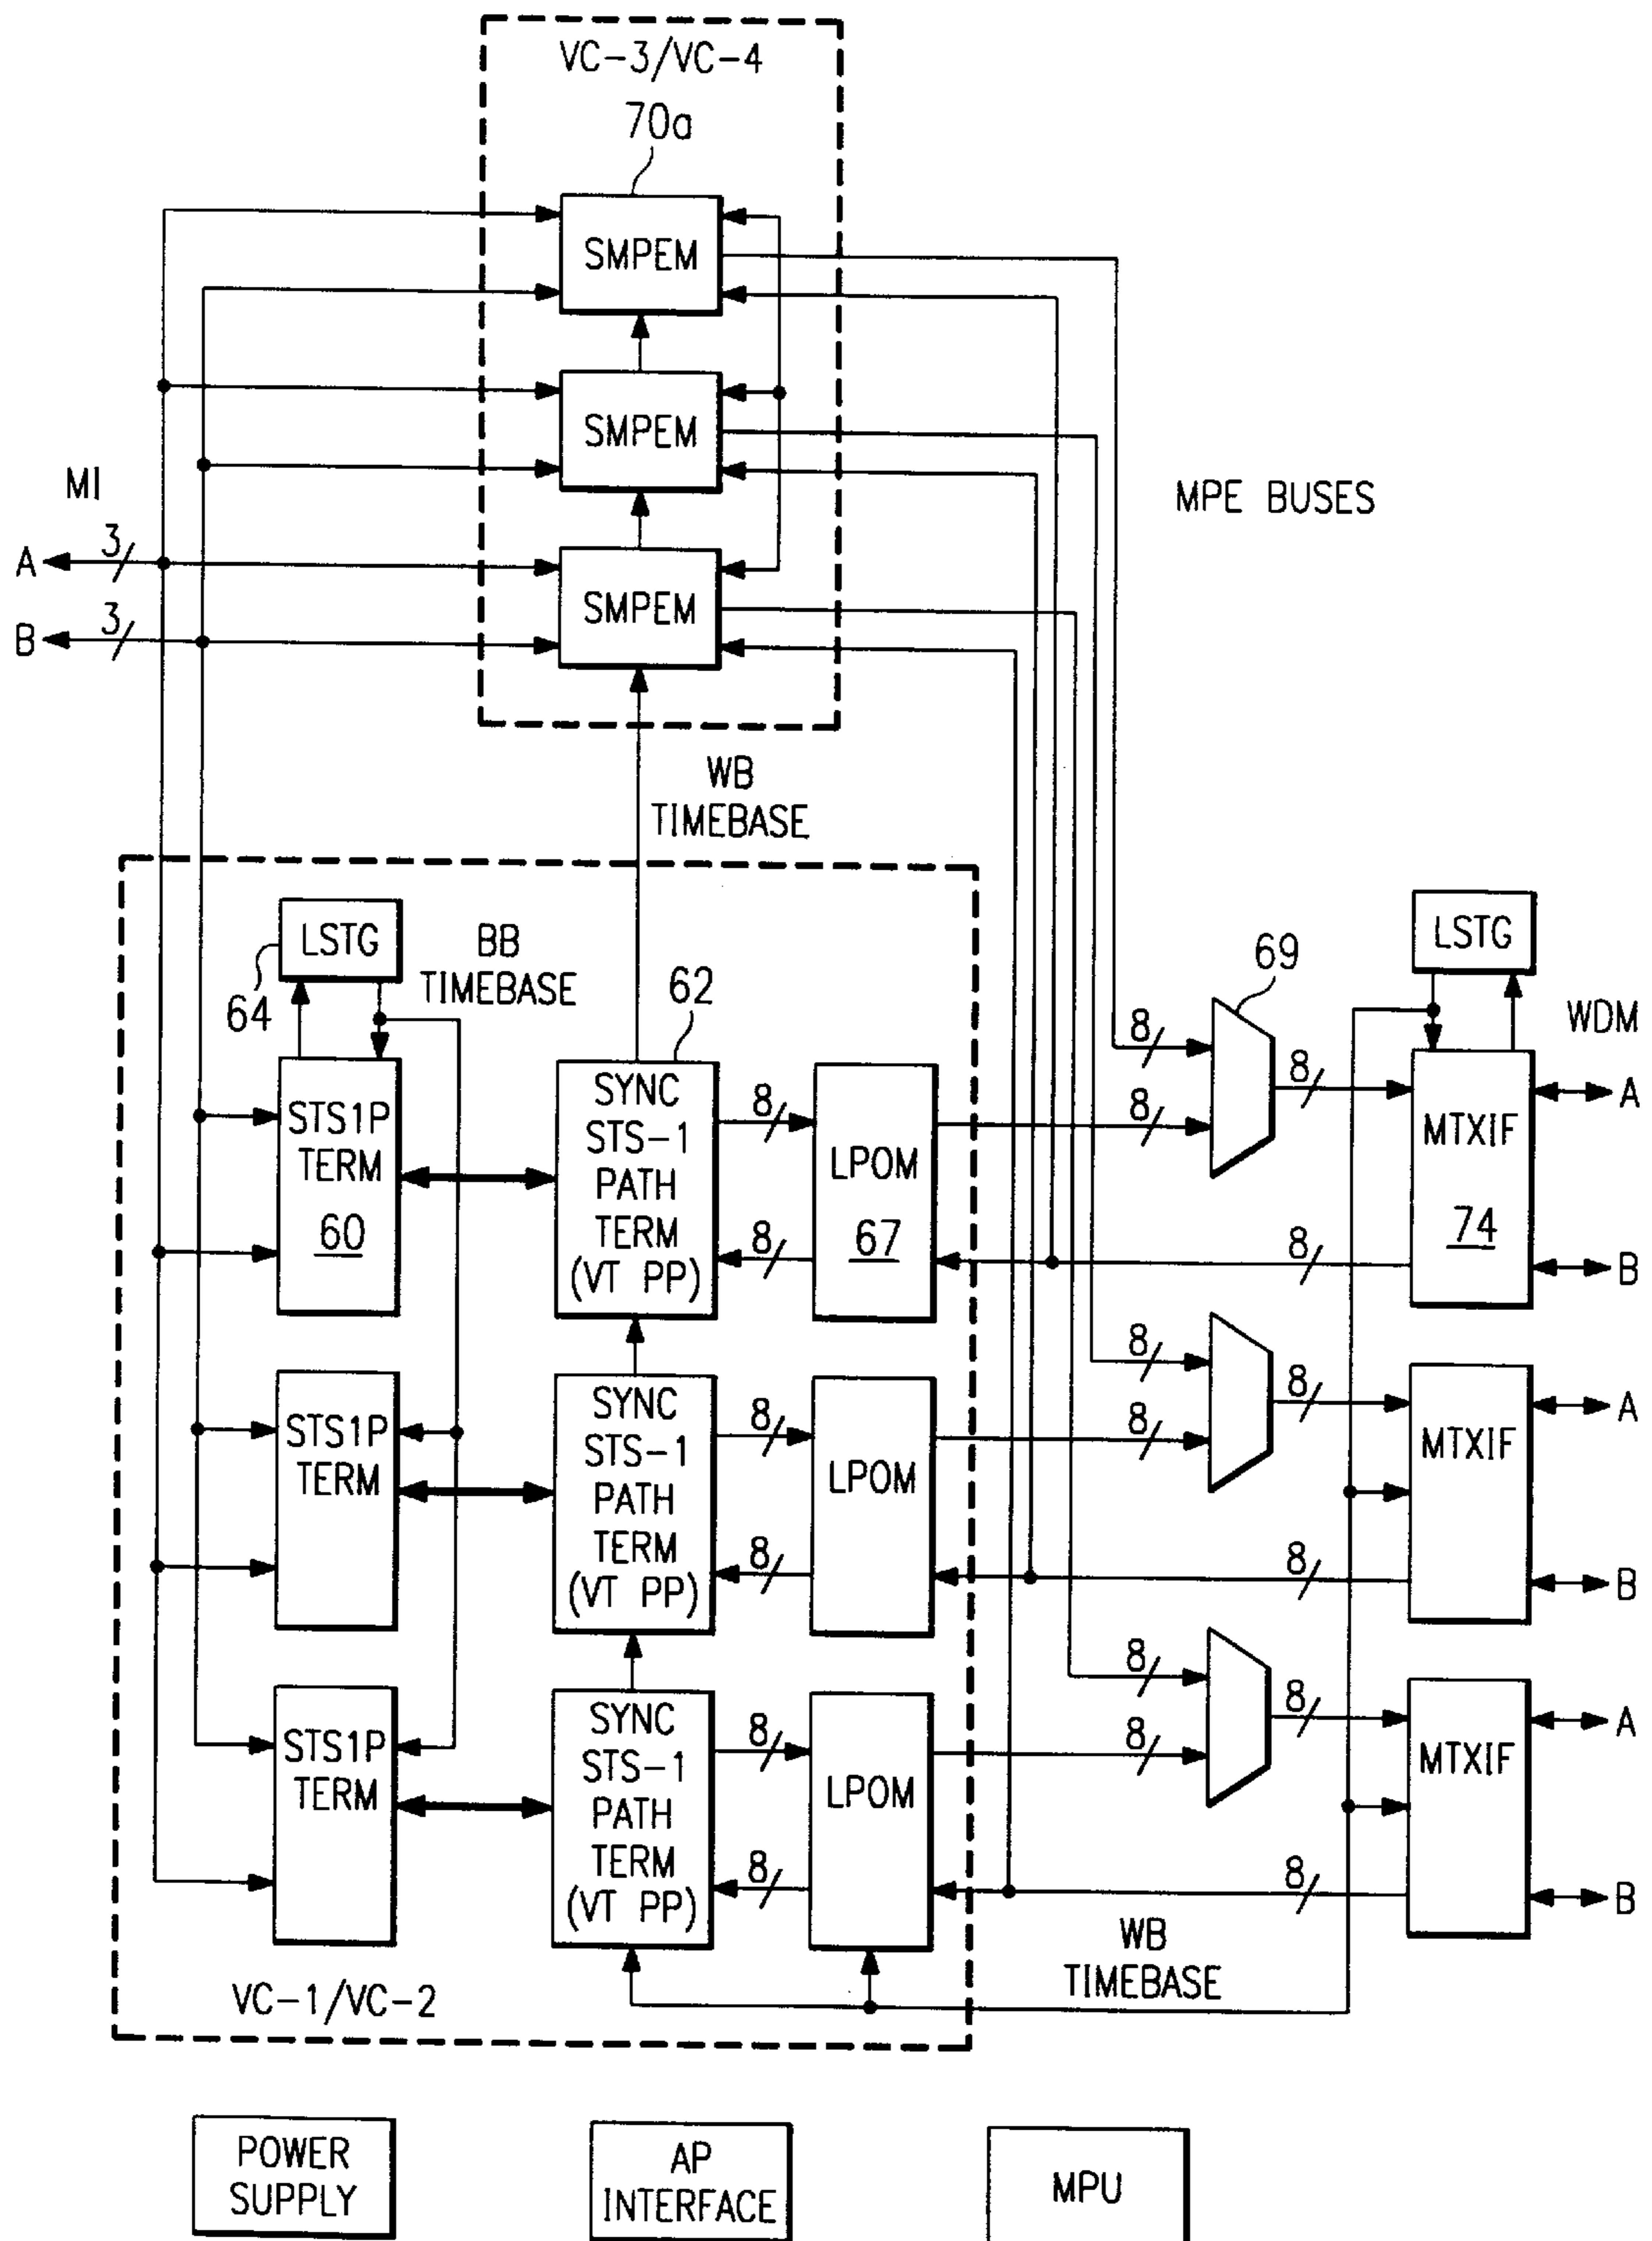 VC-3/VC-4
70a
SMPEM
SMPEM
SMPEM
MI
A
3
B
3
MPE BUSES
WB
TIMEBASE
LSTG
64
BB
TIMEBASE
62
69
LSTG
WDM
STS1P
TERM
60
SYNC
STS-1
PATH
TERM
(VT PP)
8
8
LPOM
67
8
8
8
8
MTXIF
74
A
B
STS1P
TERM
SYNC
STS-1
PATH
TERM
(VT PP)
8
8
LPOM
8
8
8
8
MTXIF
A
B
STS1P
TERM
SYNC
STS-1
PATH
TERM
(VT PP)
8
8
LPOM
8
8
8
8
MTXIF
A
B
WB
TIMEBASE
VC-1/VC-2
POWER
SUPPLY
AP
INTERFACE
MPU